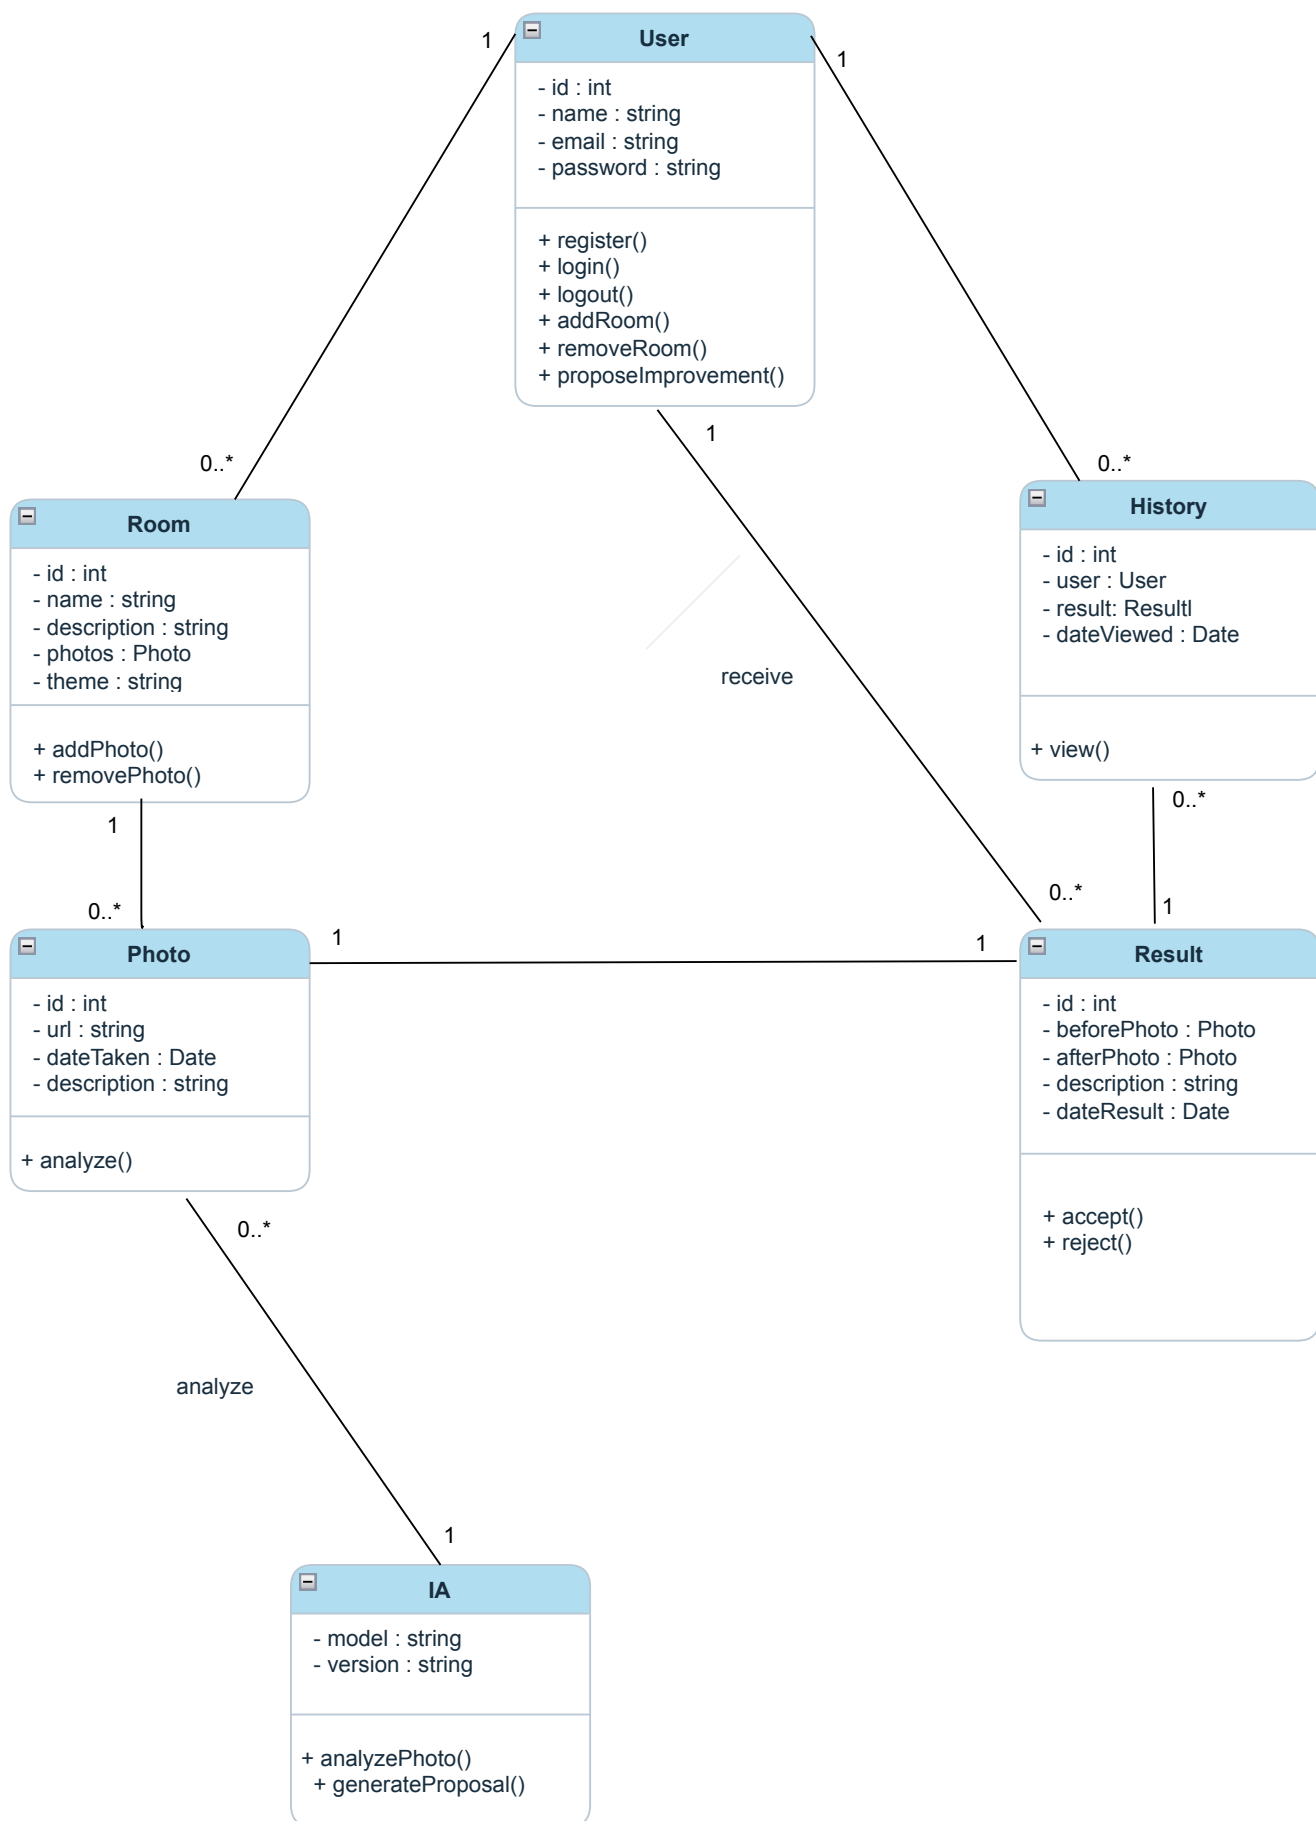 User
- id : int
- name : string
- email : string
- password : string
+ register()
+ login()
+ logout()
+ addRoom()
+ removeRoom()
+ proposeImprovement()
1
1
1
0..*
0..*
Room
- id : int
- name : string
- description : string
- photos : Photo
- theme : string
+ addPhoto()
+ removePhoto()
History
- id : int
- user : User
- result: Resultl
- dateViewed : Date
+ view()
receive
1
0..*
0..*
0..*
1
1
1
Photo
- id : int
- url : string
- dateTaken : Date
- description : string
+ analyze()
Result
- id : int
- beforePhoto : Photo
- afterPhoto : Photo
- description : string
- dateResult : Date
+ accept()
+ reject()
0..*
analyze
1
IA
- model : string
- version : string
+ analyzePhoto()
+ generateProposal()